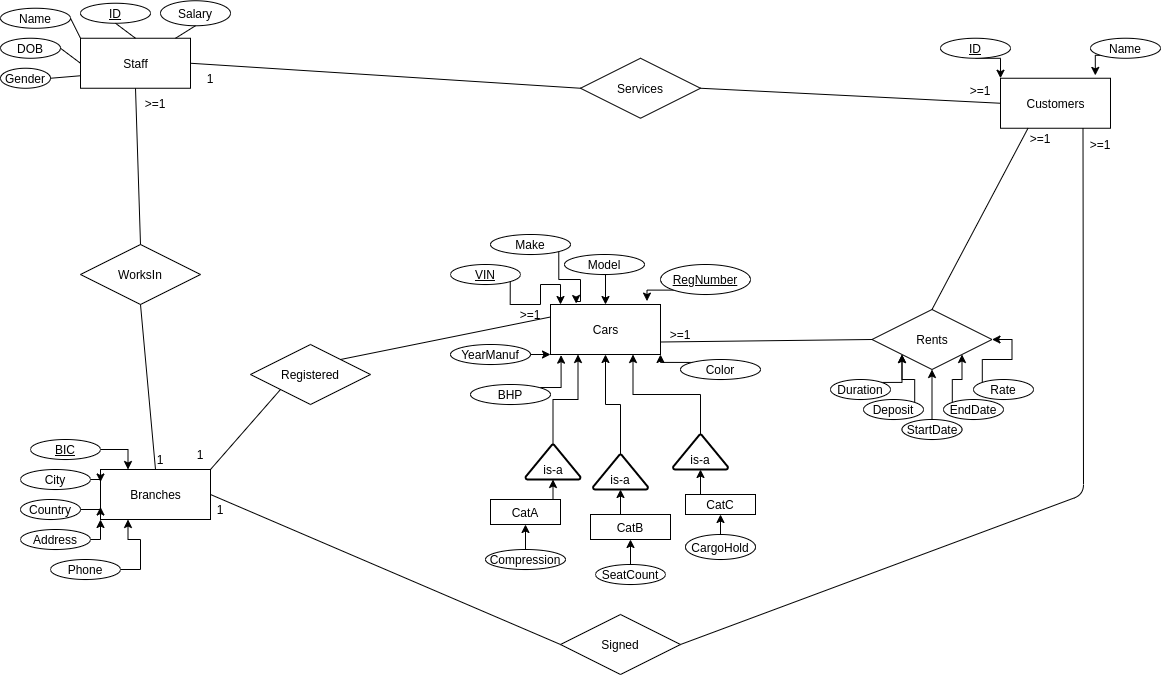 Name
ID
Salary
DOB
Staff
Gender
1
>=1
Services
ID
Name
>=1
Customers
>=1
>=1
WorksIn
Make
VIN
Model
RegNumber
>=1
Cars
>=1
YearManuf
Color
BHP
Rents
Duration
Deposit
StartDate
EndDate
Rate
Registered
is-a
is-a
is-a
CatA
CatB
CatC
Compression
SeatCount
CargoHold
1
1
BIC
City
Branches
1
Country
Address
Phone
Signed